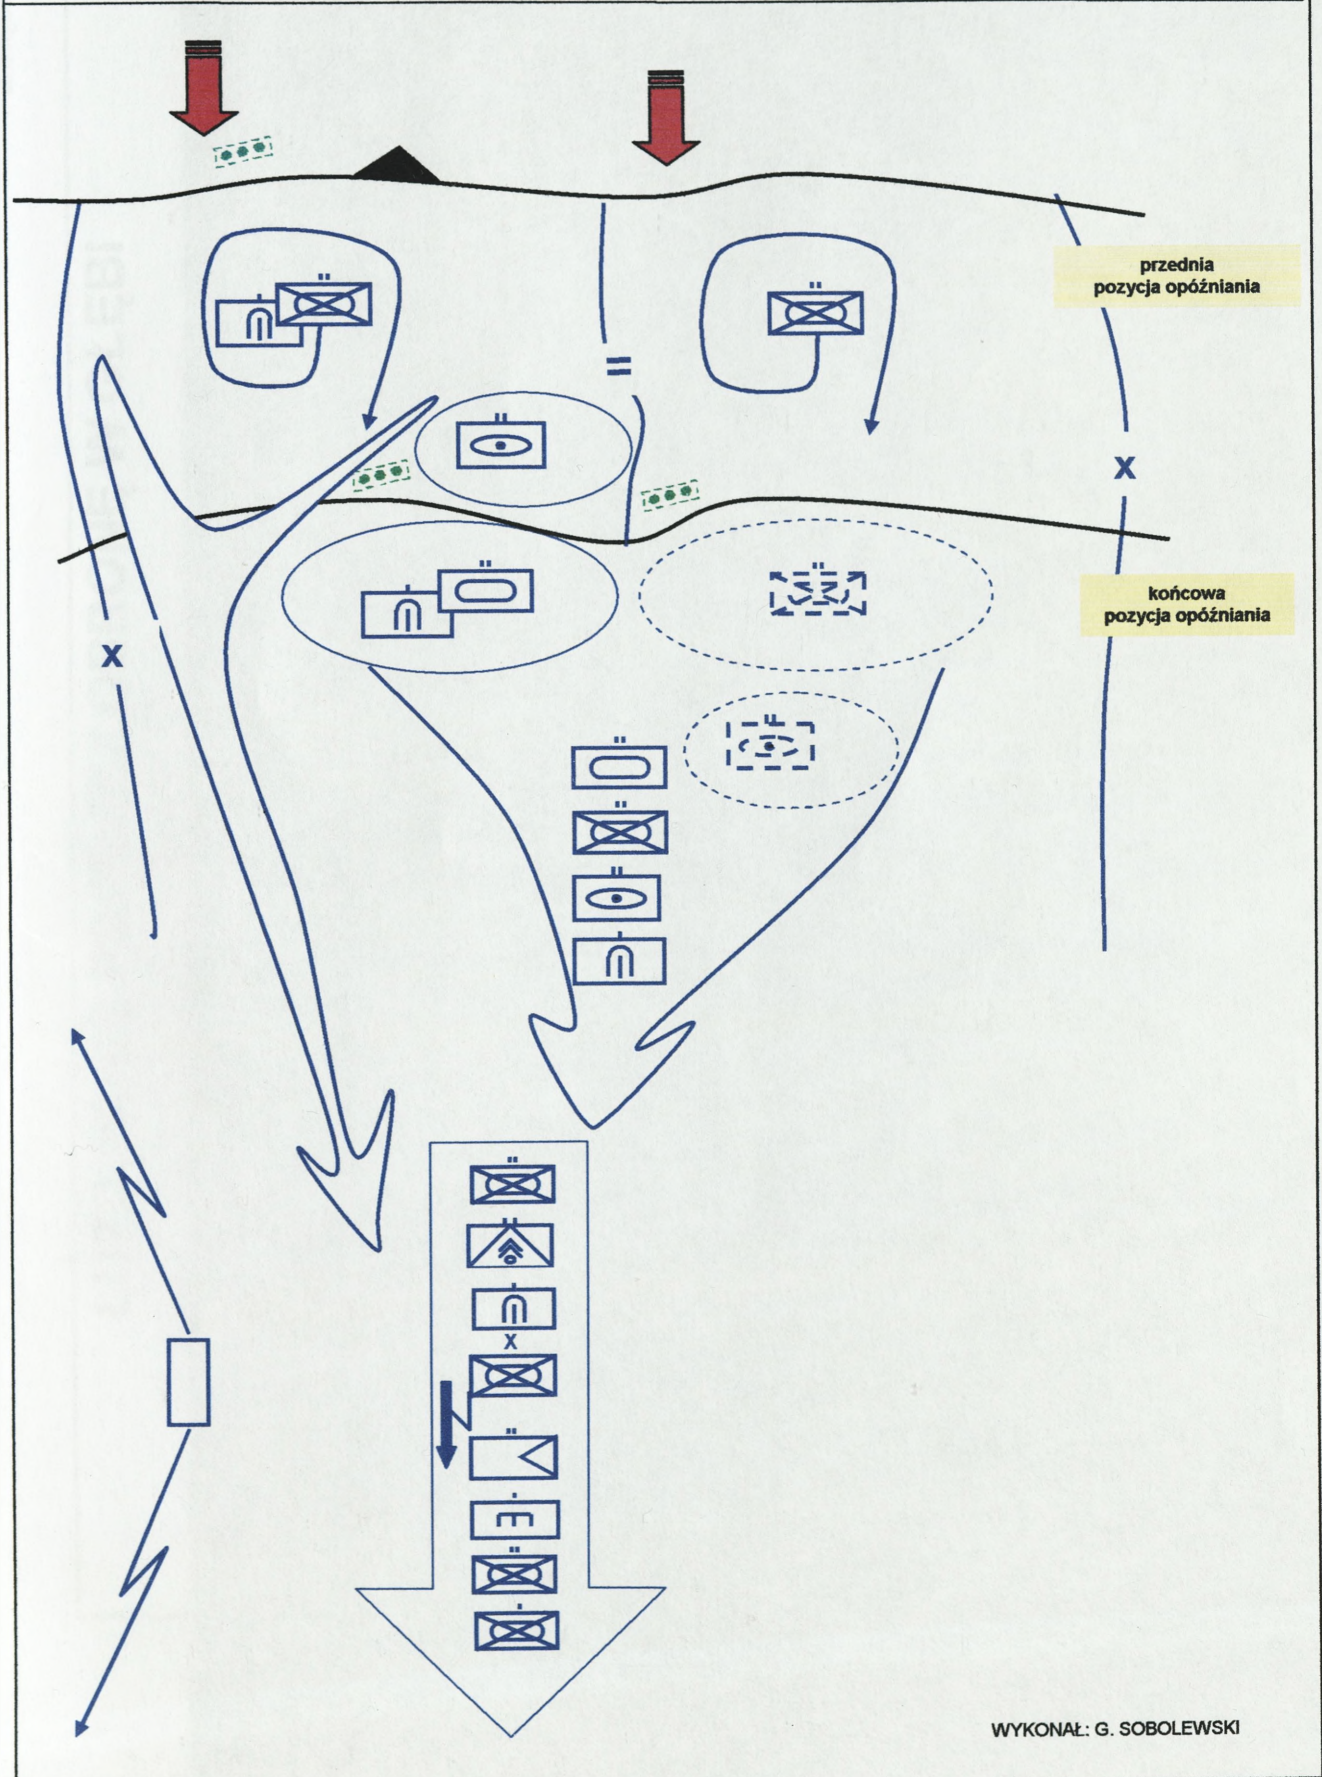 przednia
pozycja opóźniania
X
końcowa
pozycja opóźniania
X
X
WYKONAŁ: G. SOBOLEWSKI